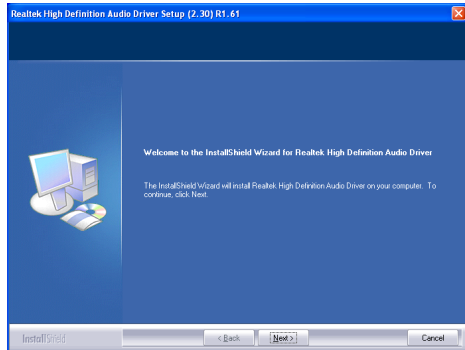 Realtek High Definition Audio Driver Setup (2.30) R1.61
Welcome to the InstallShield Wizard for Realtek High Definition Audio Driver
The InstallShield Wizard will install Realtek High Definition Audio Driver on your computer. To
continue, click Next.
InstallShield
< Back
Next >
Cancel